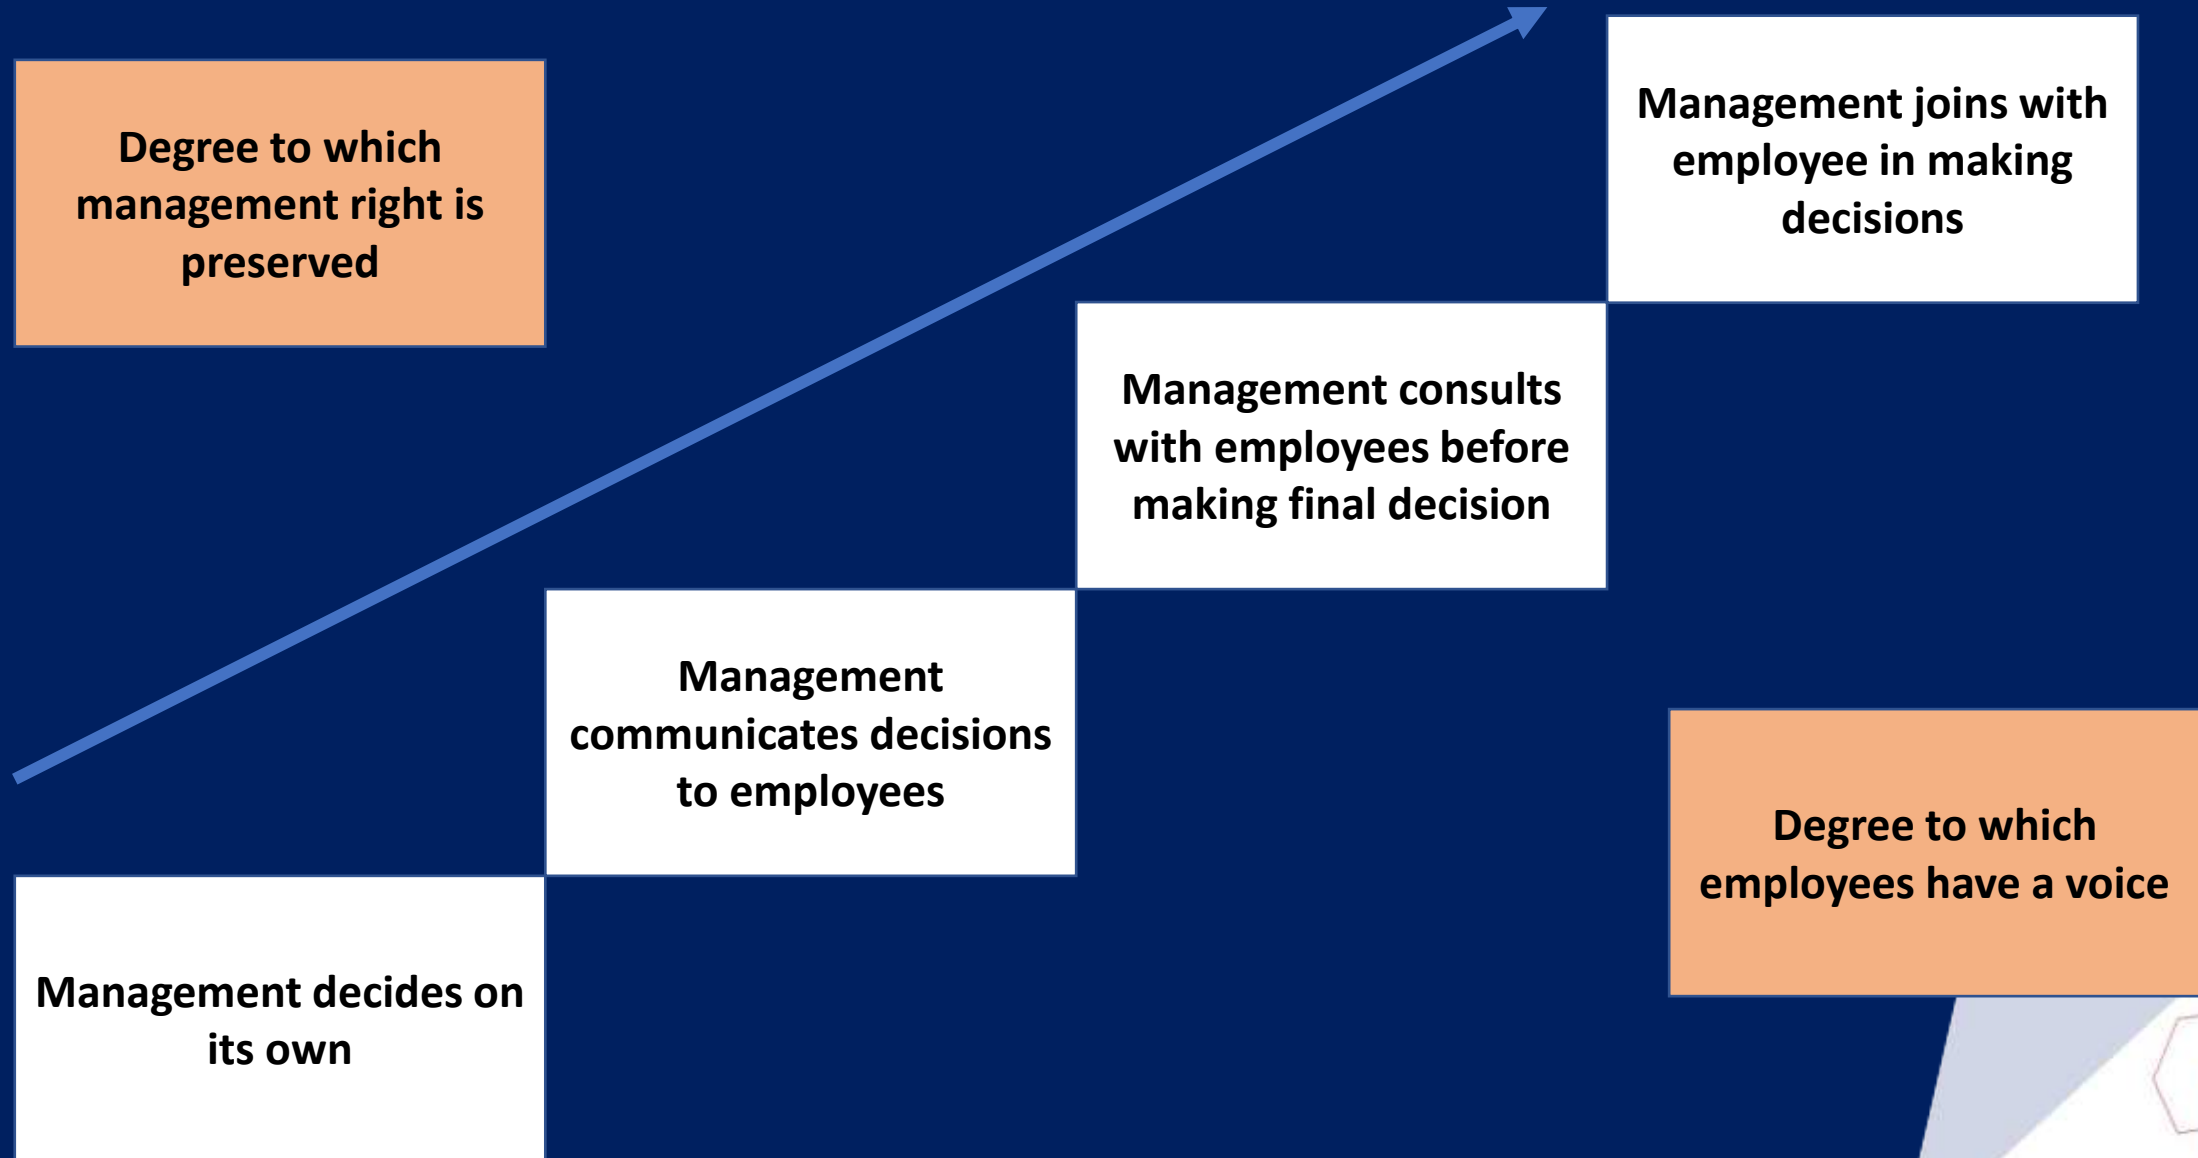 Degree to which
management right is
preserved
Management joins with
employee in making
decisions
Management consults
with employees before
making final decision
Management
communicates decisions
to employees
Degree to which
employees have a voice
Management decides on
its own